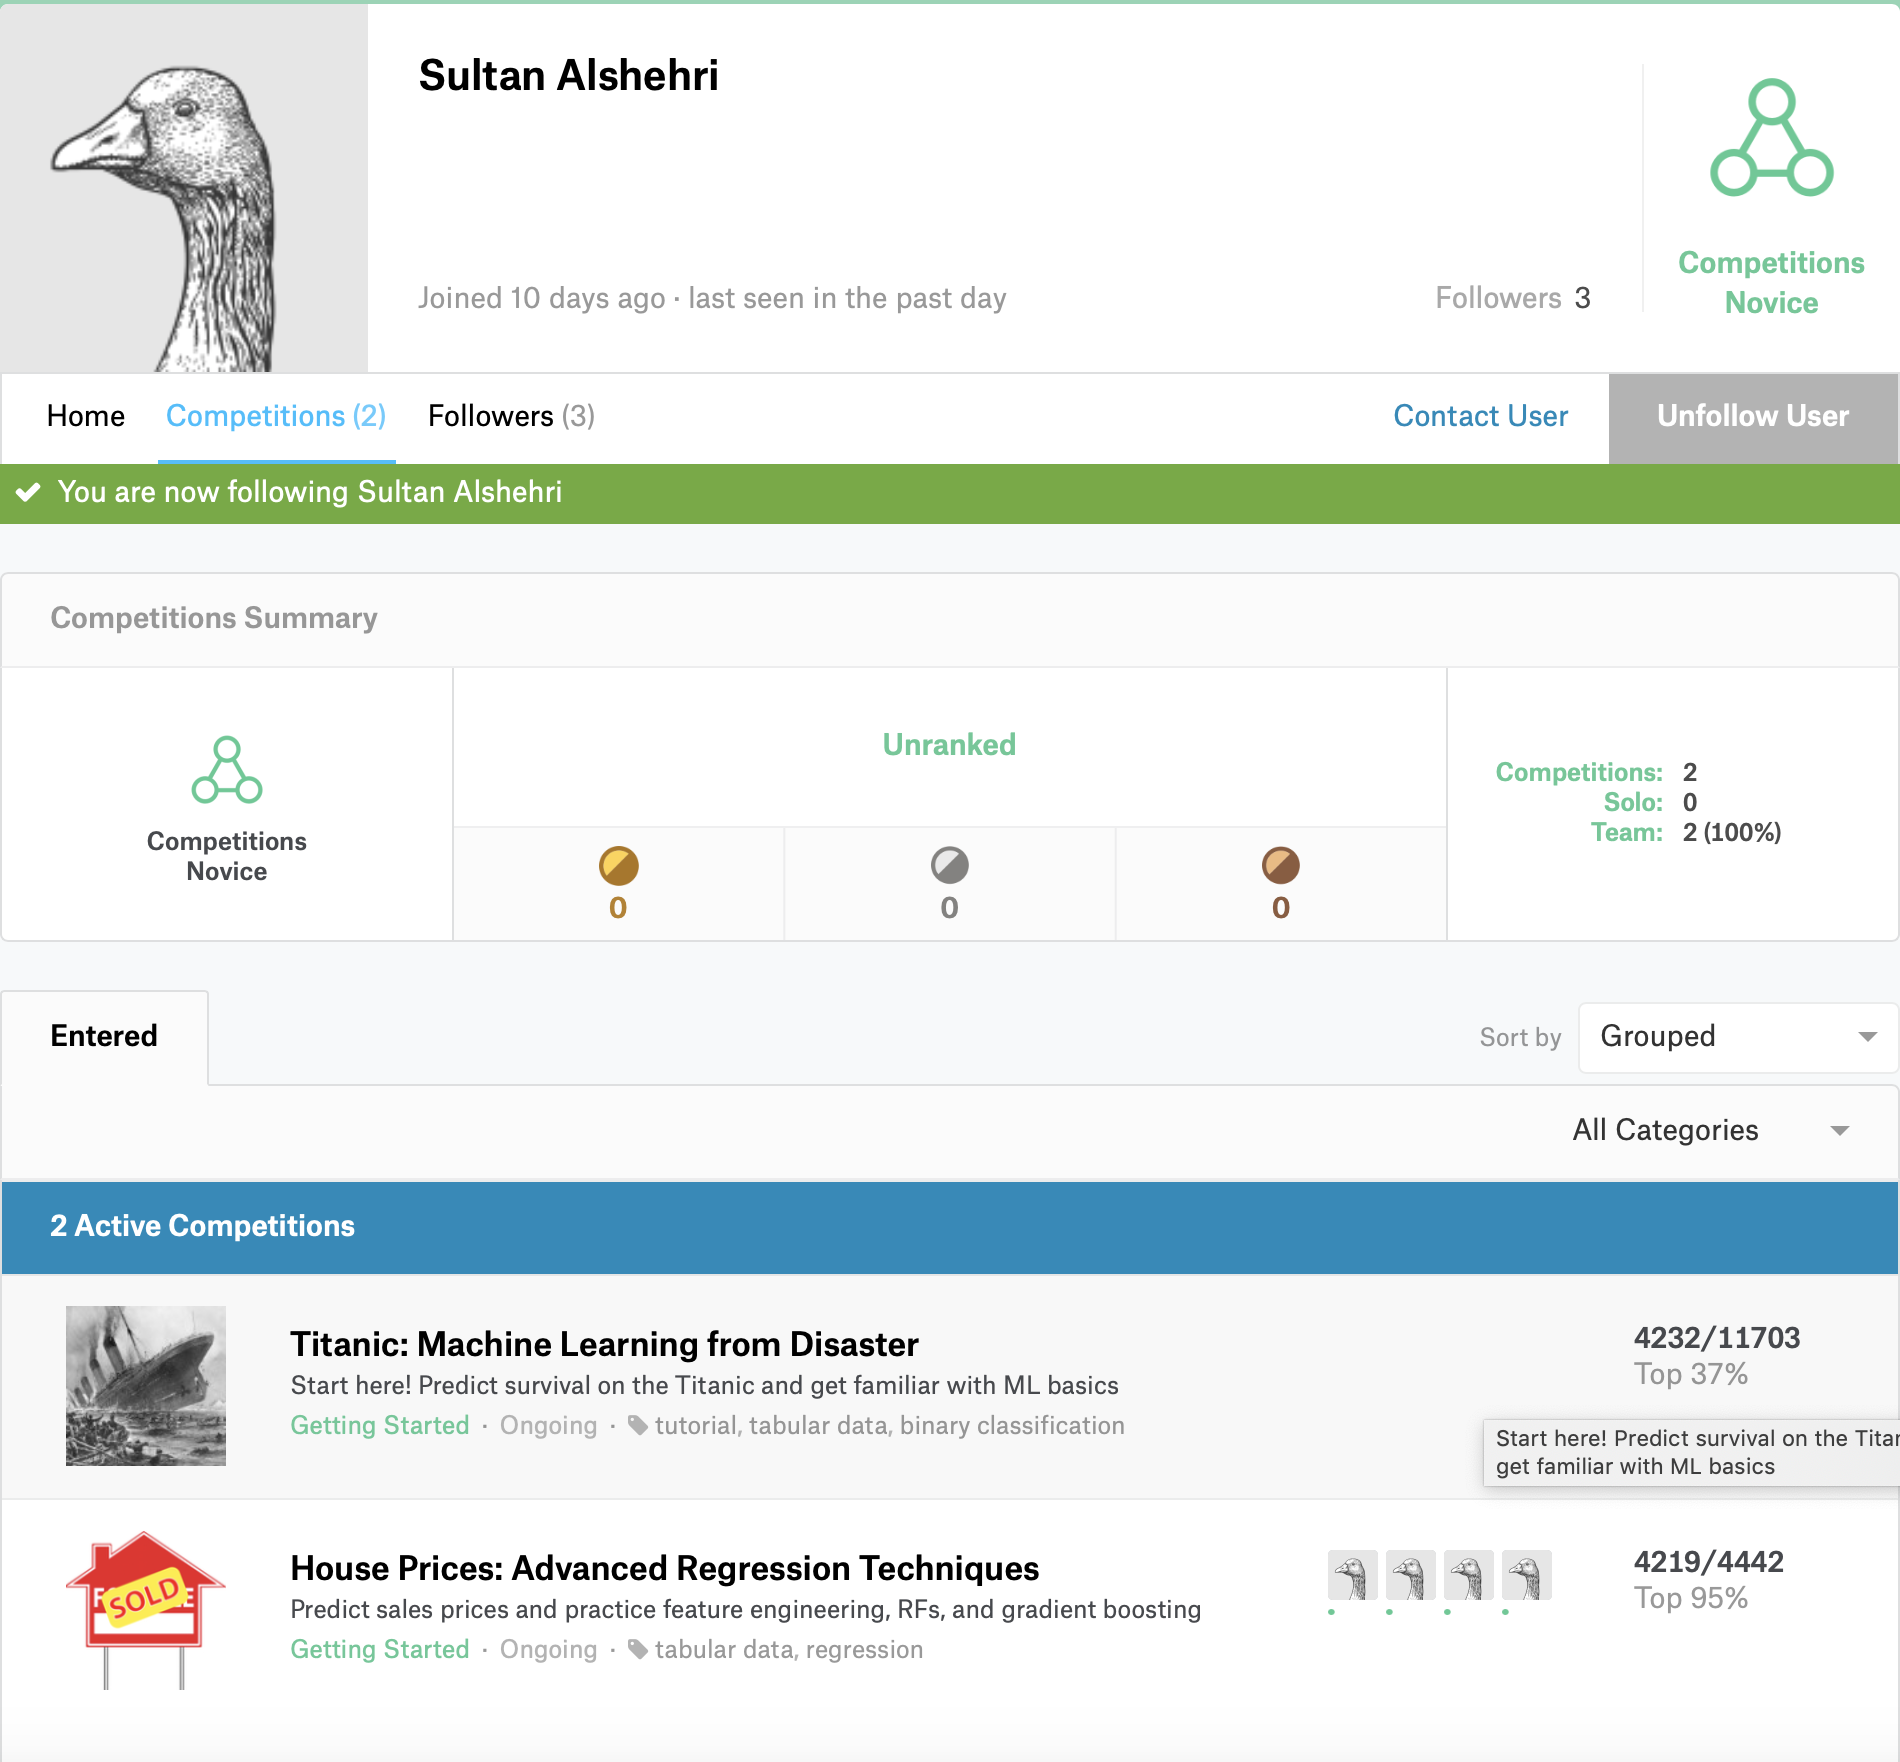 Sultan Alshehri
Joined 10 days ago · last seen in the past day
Followers 3
Competitions
Novice
Home
Competitions (2)
Followers (3)
Contact User
Unfollow User
You are now following Sultan Alshehri
Competitions Summary
Competitions
Novice
Unranked
0
0
0
Competitions: 2
Solo: 0
Team: 2 (100%)
Entered
Sort by
Grouped
All Categories
2 Active Competitions
Titanic: Machine Learning from Disaster
Start here! Predict survival on the Titanic and get familiar with ML basics
Getting Started · Ongoing · tutorial, tabular data, binary classification
4232/11703
Top 37%
Start here! Predict survival on the
get familiar with ML basics
SOLD
House Prices: Advanced Regression Techniques
Predict sales prices and practice feature engineering, RFs, and gradient boosting
Getting Started · Ongoing · tabular data, regression
4219/4442
Top 95%